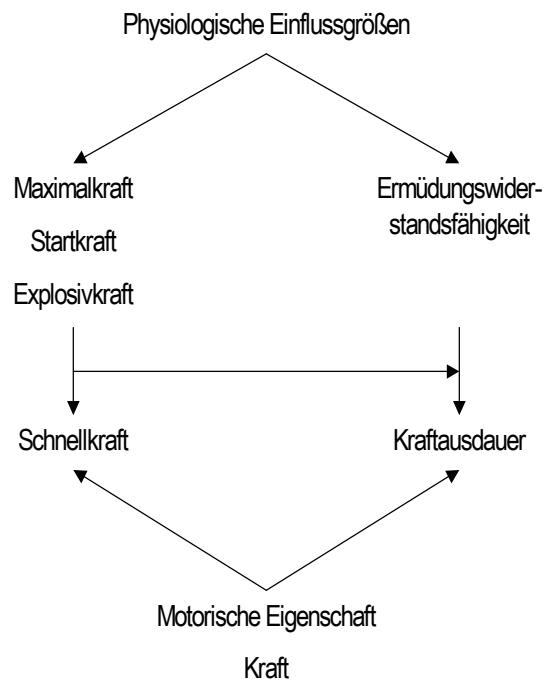 Physiologische Einflussgrößen
Maximalkraft
Startkraft
Explosivkraft
Ermüdungswider-
standsfähigkeit
Schnellkraft
Kraftausdauer
Motorische Eigenschaft
Kraft